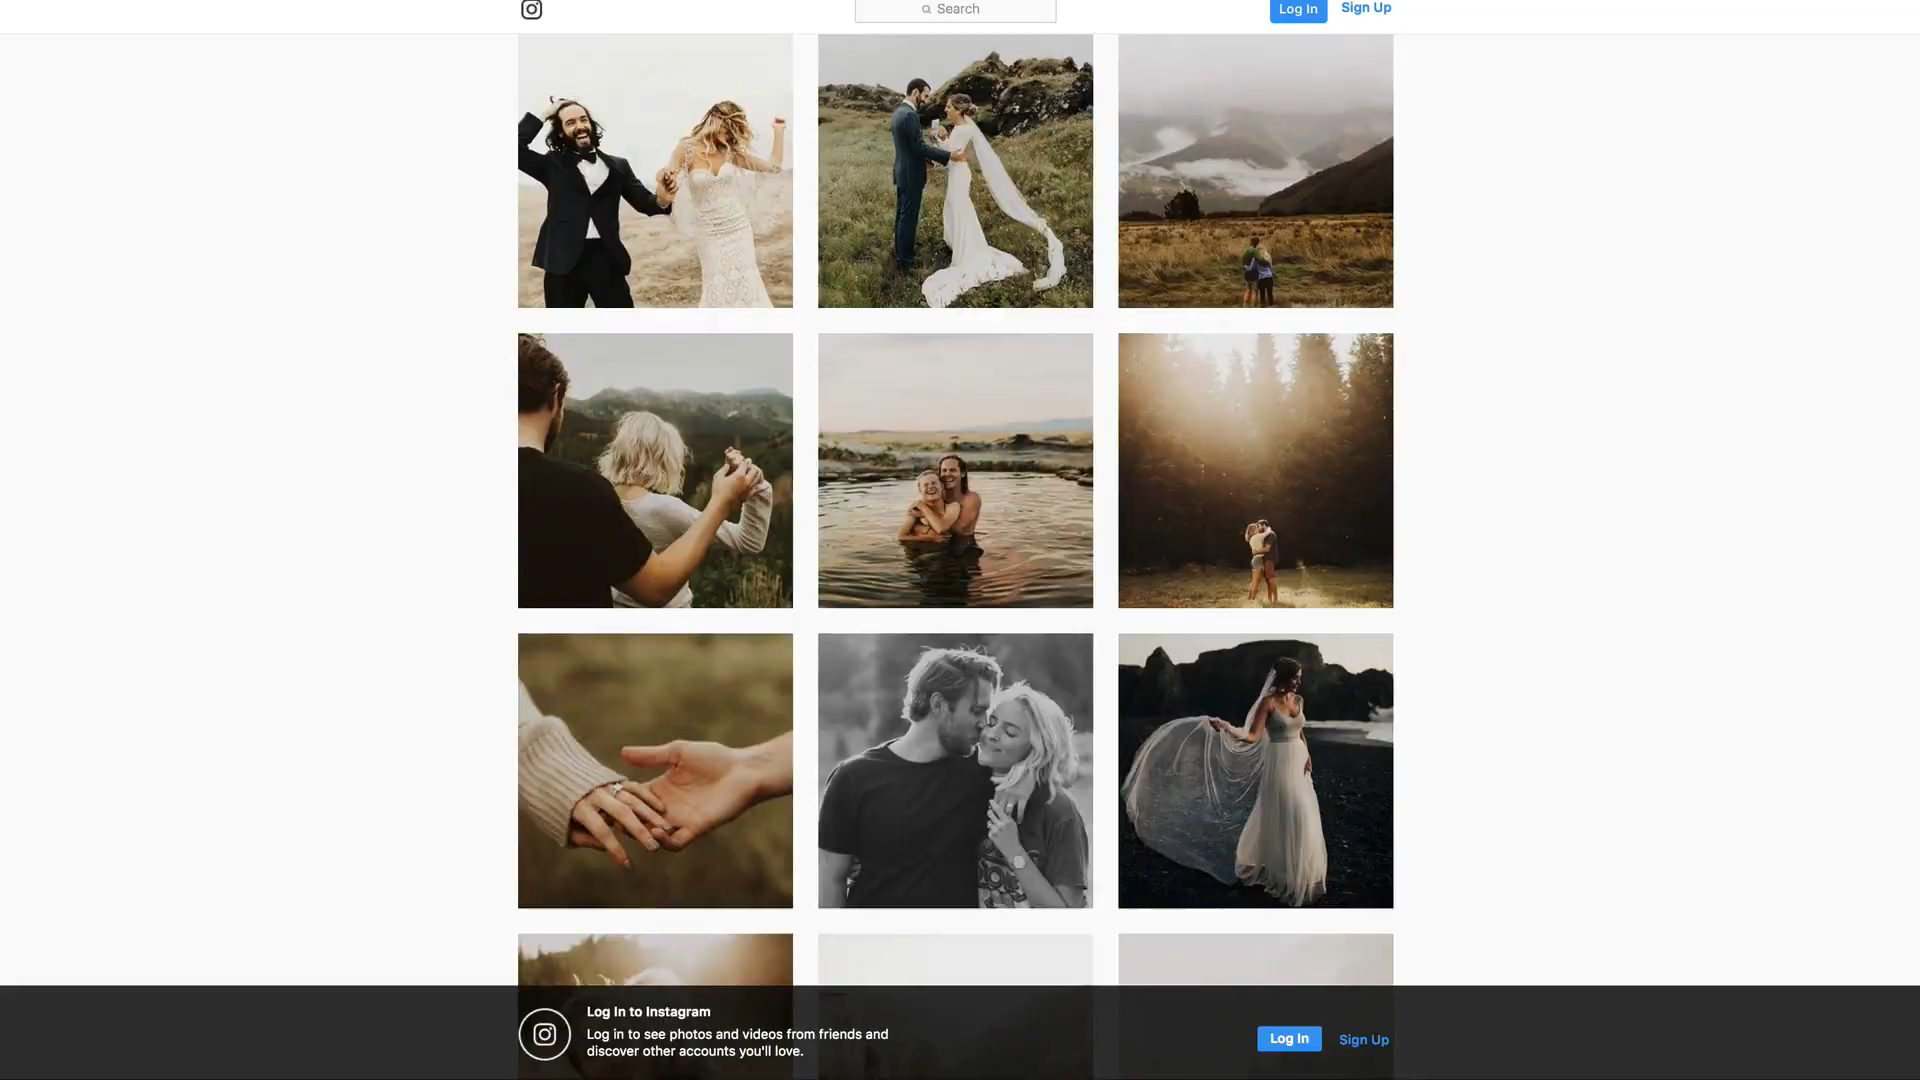 Search
Log In
Sign Up
Log In to Instagram
Log in to see photos and videos from friends and
discover other accounts you'll love.
Log In
Sign Up